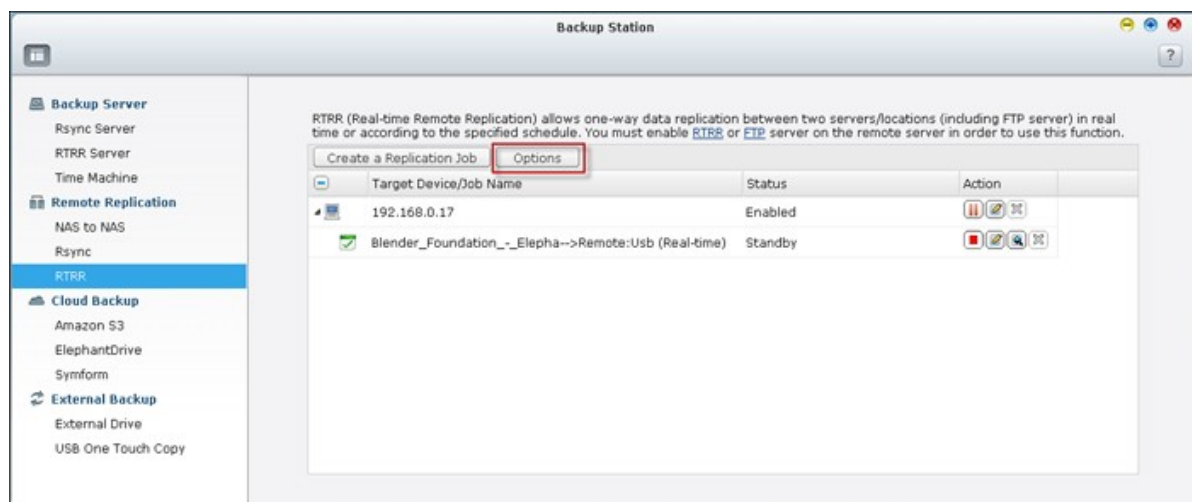 Backup Station
?
Backup Server
Rsync Server
RTRR Server
Time Machine
Remote Replication
NAS to NAS
Rsync
RTRR
Cloud Backup
Amazon S3
ElephantDrive
Symform
External Backup
External Drive
USB One Touch Copy
RTRR (Real-time Remote Replication) allows one-way data replication between two servers/locations (including FTP server) in real
time or according to the specified schedule. You must enable RTRR or FTP server on the remote server in order to use this function.
Create a Replication Job Options
Target Device/Job Name Status Action
192.168.0.17 Enabled
Blender_Foundation_-_Elepha-->Remote:Usb (Real-time) Standby